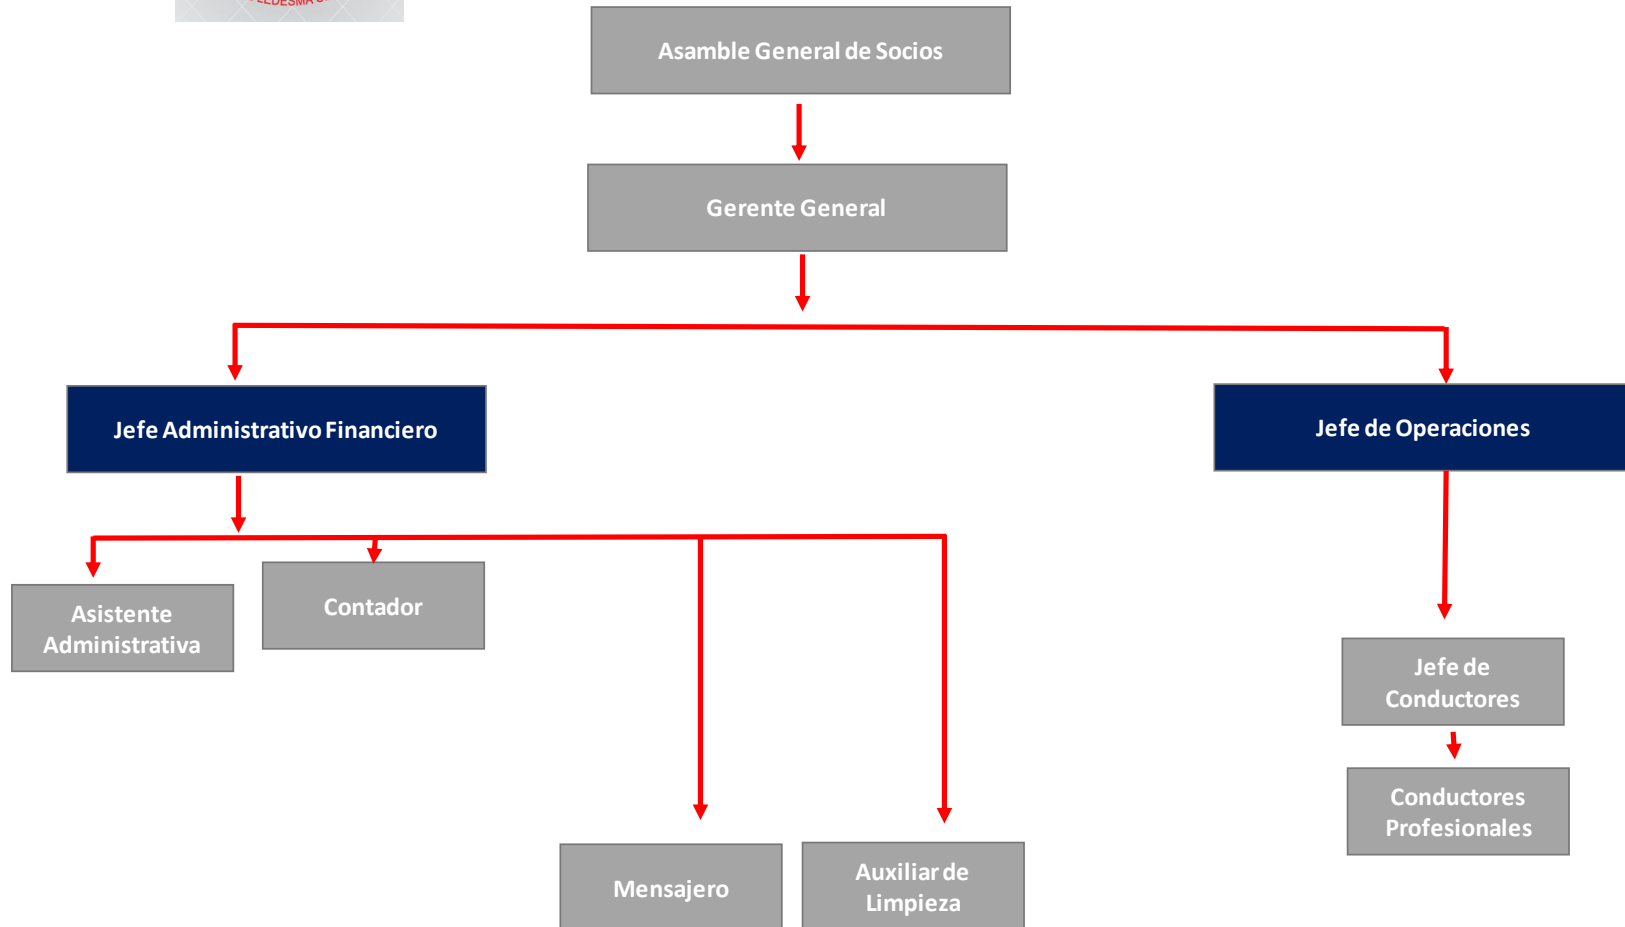 LEDESMA
Asamble General de Socios
Gerente General
Jefe Administrativo Financiero
Jefe de Operaciones
Asistente
Administrativa
Contador
Jefe de
Conductores
Conductores
Profesionales
Mensajero
Auxiliar de
Limpieza